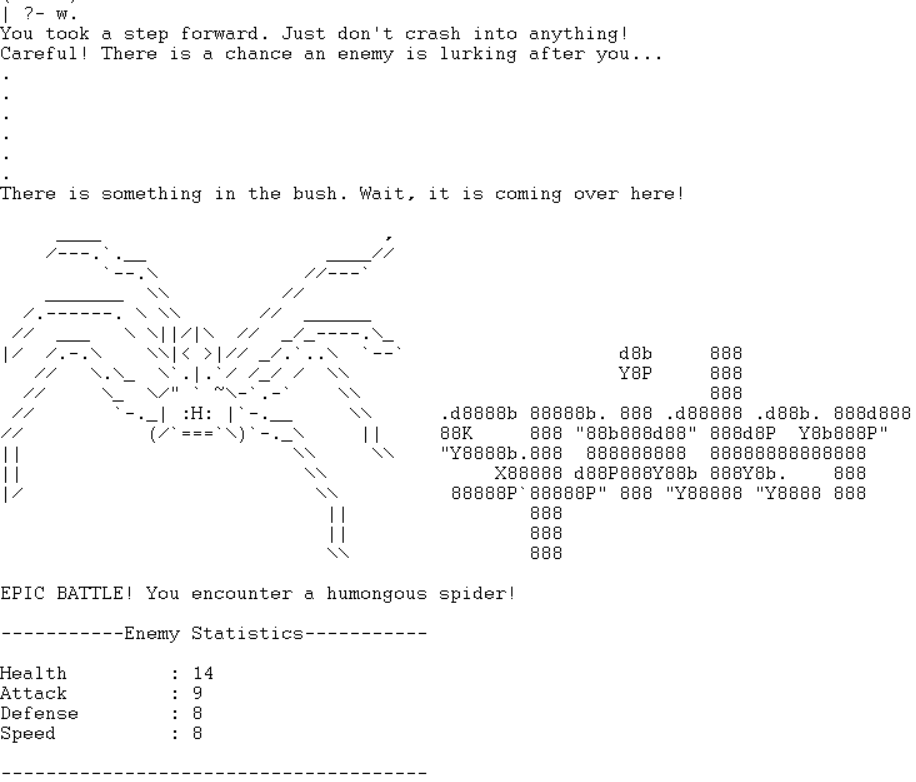 | ?- w.
You took a step forward. Just don't crash into anything!
Careful! There is a chance an enemy is lurking after you...
.
.
.
.
.
.
There is something in the bush. Wait, it is coming over here!
spider
EPIC BATTLE! You encounter a humongous spider!
-----------Enemy Statistics-----------
Health : 14
Attack : 9
Defense : 8
Speed : 8
--------------------------------------